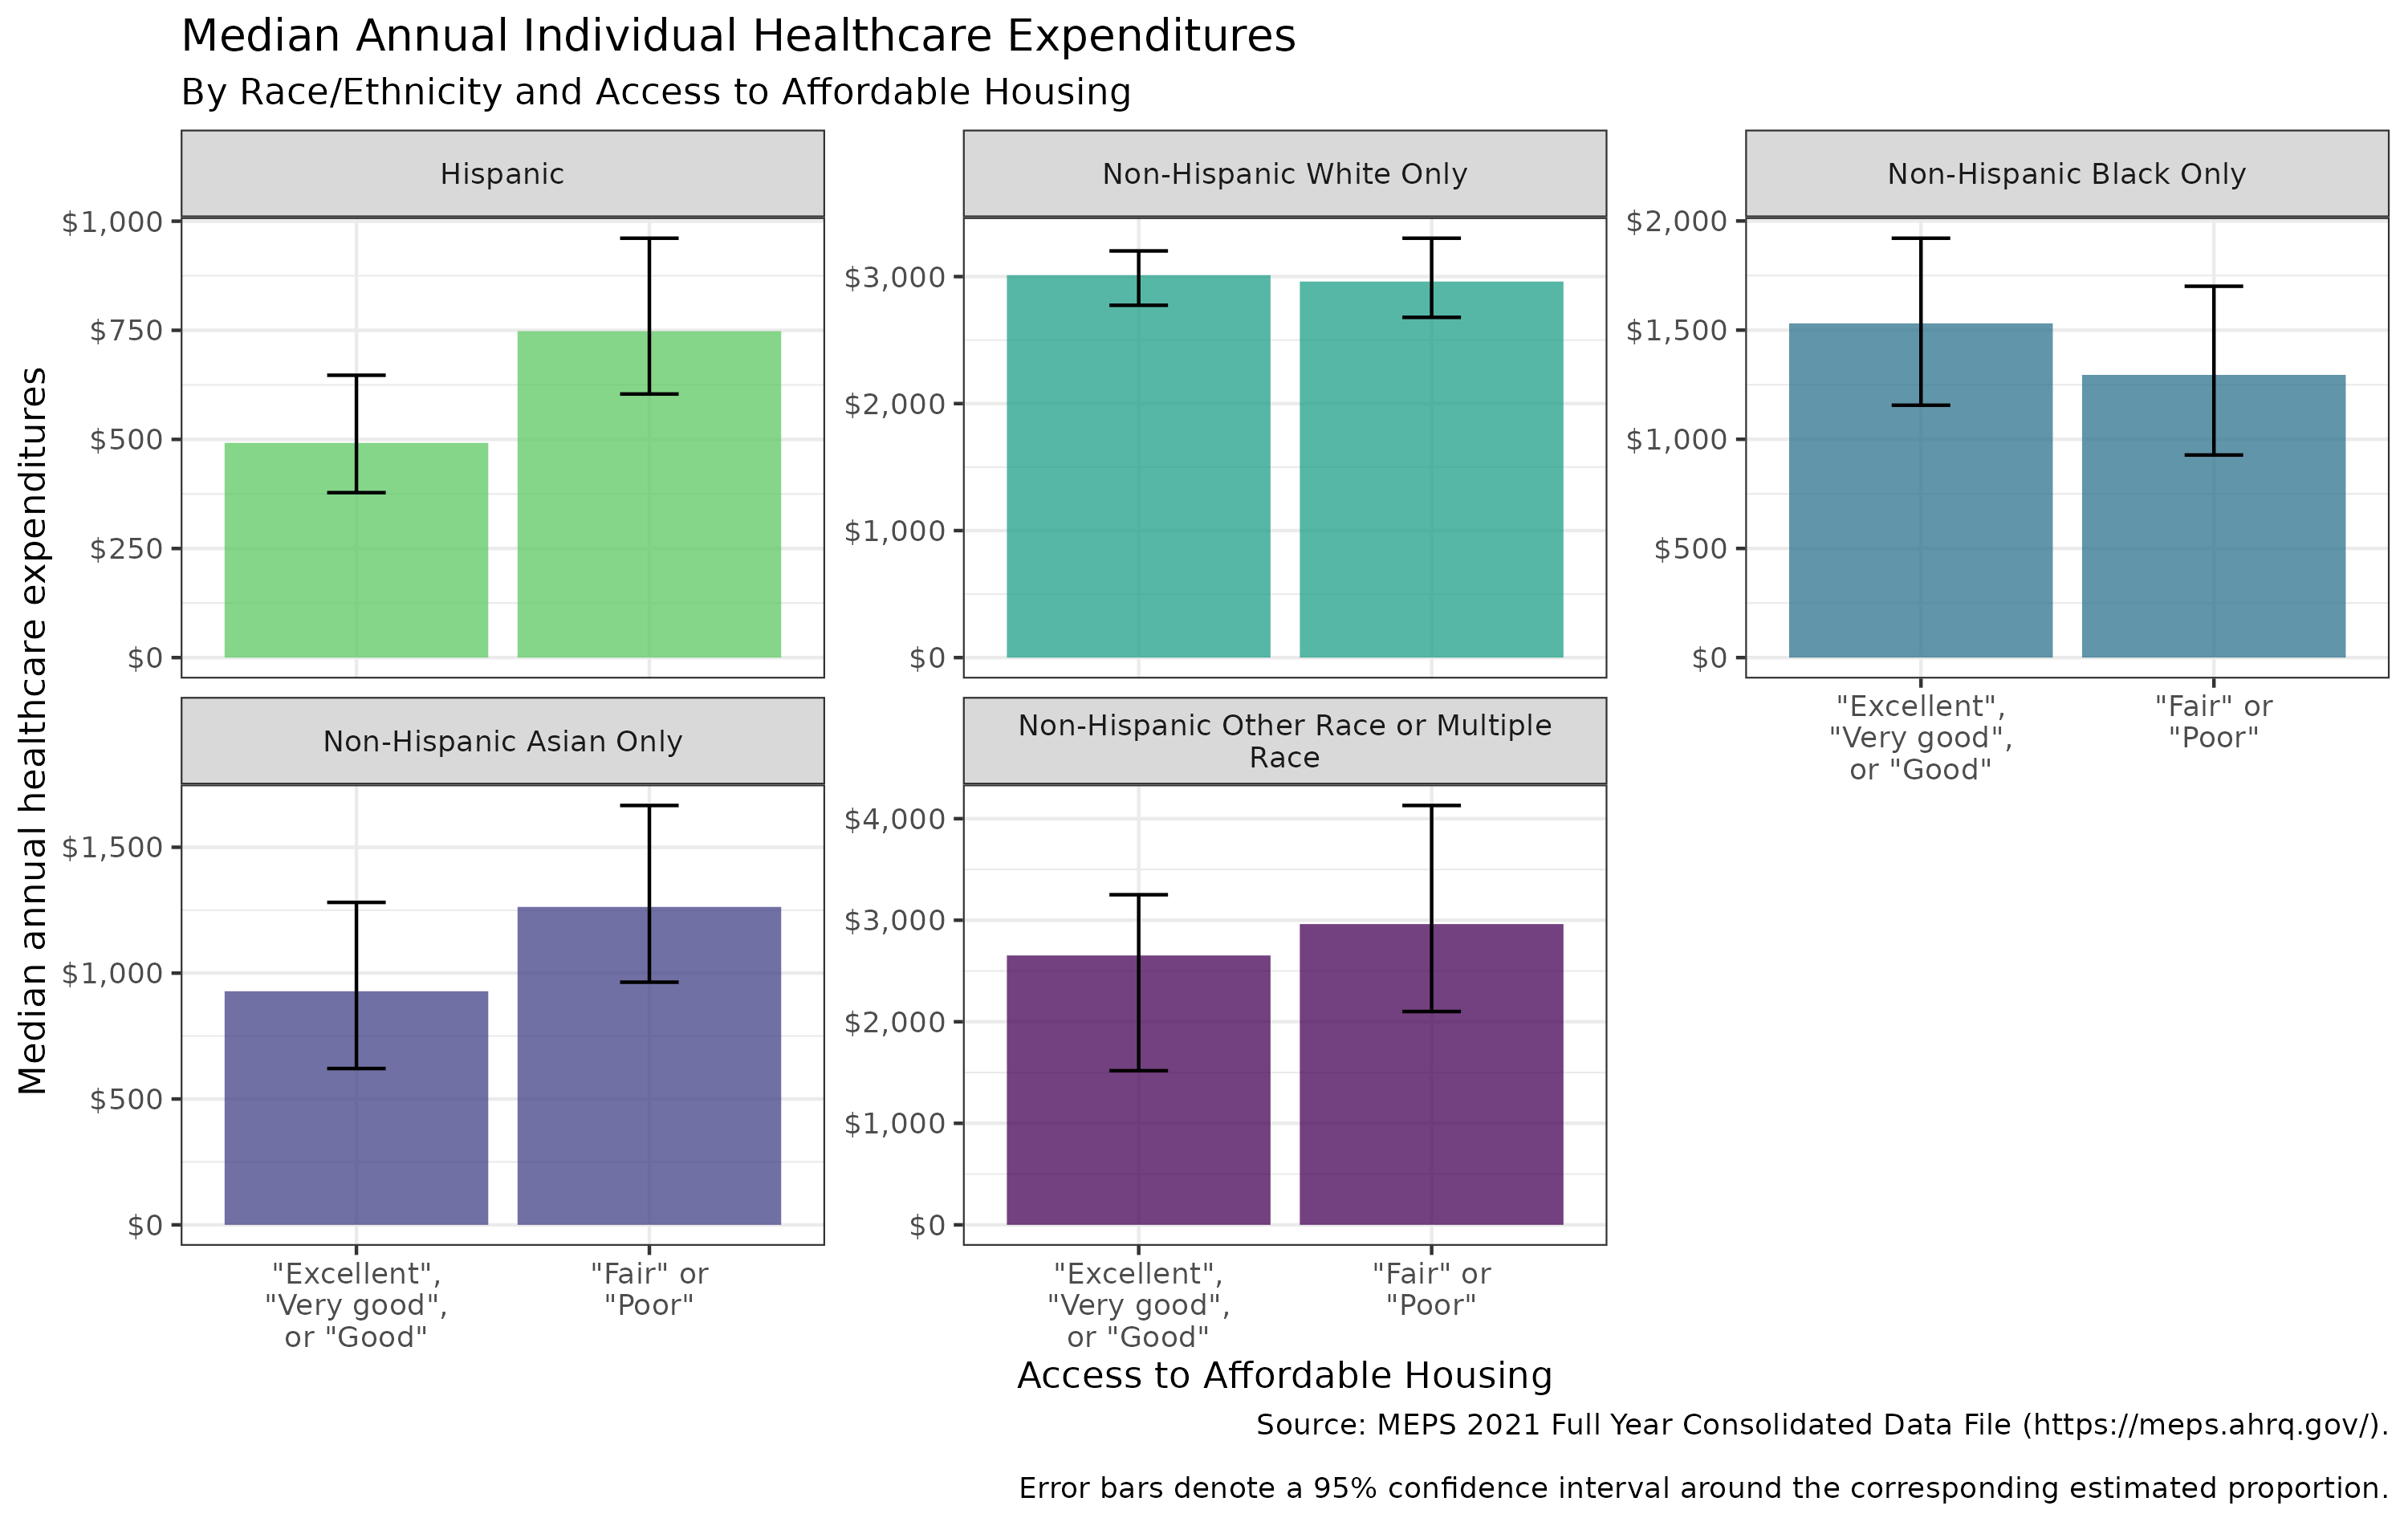 Median Annual Individual Healthcare Expenditures
By Race/Ethnicity and Access to Affordable Housing
Median annual healthcare expenditures
Hispanic
$1,000
$750
$500
$250
$0
Non-Hispanic White Only
$3,000
$2,000
$1,000
$0
Non-Hispanic Black Only
$2,000
$1,500
$1,000
$500
$0
"Excellent",
"Very good",
or "Good"
"Fair" or
"Poor"
Non-Hispanic Asian Only
$1,500
$1,000
$500
$0
"Excellent",
"Very good",
or "Good"
"Fair" or
"Poor"
Non-Hispanic Other Race or Multiple
Race
$4,000
$3,000
$2,000
$1,000
$0
"Excellent",
"Very good",
or "Good"
"Fair" or
"Poor"
Access to Affordable Housing
Source: MEPS 2021 Full Year Consolidated Data File (https://meps.ahrq.gov/).
Error bars denote a 95% confidence interval around the corresponding estimated proportion.